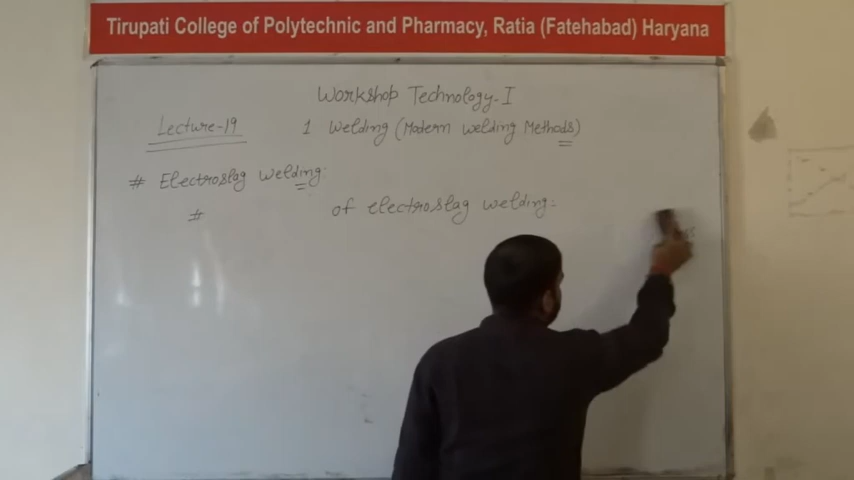 Tirupati College of Polytechnic and Pharmacy, Ratia (Fatehabad) Haryana
Workshop Technology-I
Lecture-19 1 Welding (Modern welding Methods)
# Electroslag welding:
# of electroslag welding: